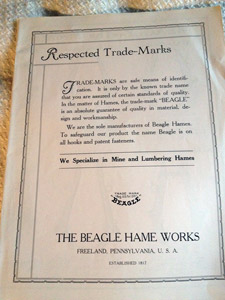 Respected Trade-Marks
TRADE-MARKS are safe means of identifi-
cation. It is only by the known trade name
that you are assured of certain standards of quality.
In the matter of Hames, the trade-mark "BEAGLE"
is an absolute guarantee of quality in material, de-
sign and workmanship.
We are the sole manufacturers of Beagle Hames.
To safeguard our product the name Beagle is on
all hooks and patent fasteners.
We Specialize in Mine and Lumbering Hames
TRADE MARK
BEAGLE
THE BEAGLE HAME WORKS
FREELAND, PENNSYLVANIA, U. S. A.